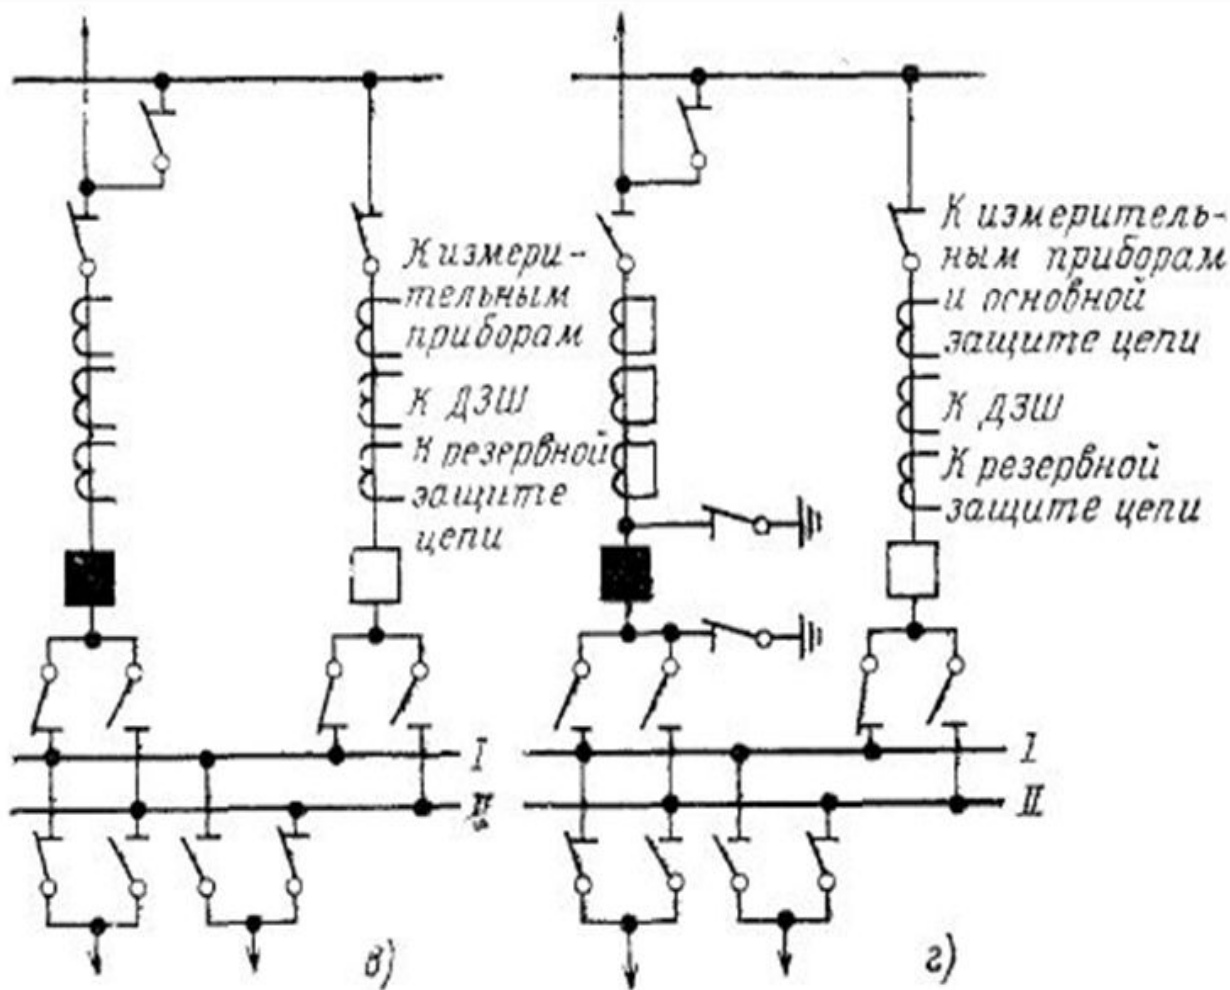 К измери-
тельным
приборам
К ДЗШ
К резервной
защите
цепи
I
II
в)
К измеритель-
ным приборам
и основной
защите цепи
К ДЗШ
К резервной
защите цепи
I
II
г)